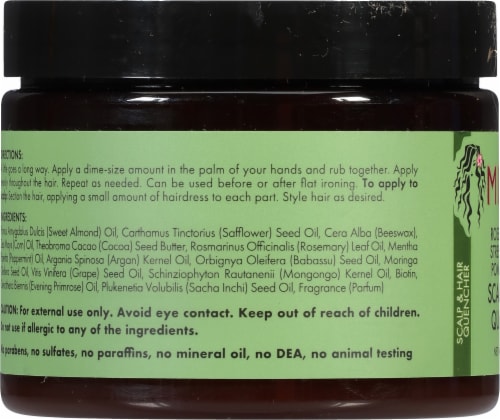 DIRECTIONS:
goes a long way. Apply a dime-size amount in the palm of your hands and rub together. Apply
throughout the hair. Repeat as needed. Can be used before or after flat ironing. To apply to
Section the hair, applying a small amount of hairdress to each part. Style hair as desired.
INGREDIENTS:
Amygdalus Dulcis (Sweet Almond) Oil, Carthamus Tinctorius (Safflower) Seed Oil, Cera Alba (Beeswax),
(Corn) Oil, Theobroma Cacao (Cocoa) Seed Butter, Rosmarinus Officinalis (Rosemary) Leaf Oil, Mentha
Peppermint) Oil, Argania Spinosa (Argan) Kernel Oil, Orbignya Oleifera (Babassu) Seed Oil, Moringa
Seed Oil, Vitis Vinifera (Grape) Seed Oil, Schinziophyton Rautanenii (Mongongo) Kernel Oil, Biotin,
Biennis (Evening Primrose) Oil, Plukenetia Volubilis (Sacha Inchi) Seed Oil, Fragrance (Parfum)
CAUTION: For external use only. Avoid eye contact. Keep out of reach of children.
Do not use if allergic to any of the ingredients.
No parabens, no sulfates, no paraffins, no mineral oil, no DEA, no animal testing
SCALP & HAIR
QUENCHER